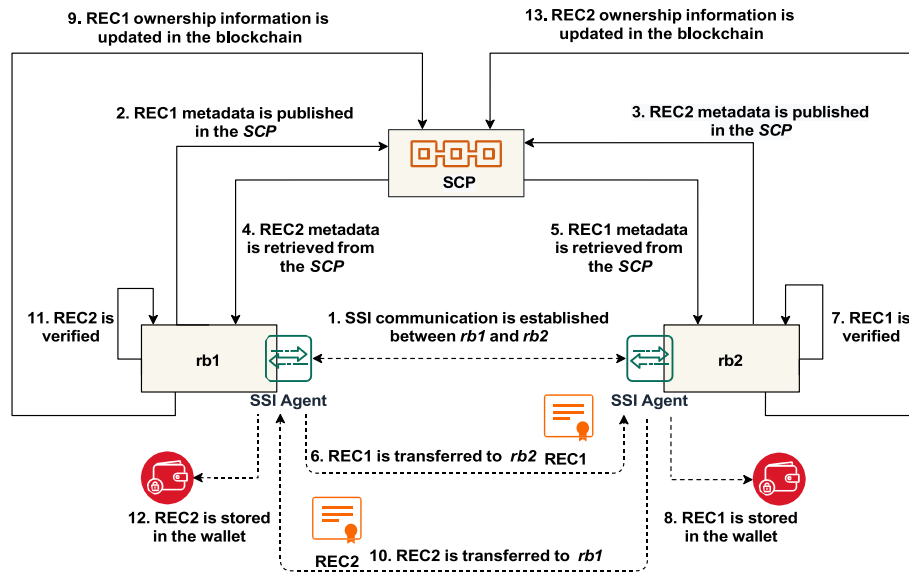 9. REC1 ownership information is
updated in the blockchain
13. REC2 ownership information is
updated in the blockchain
2. REC1 metadata is published
in the SCP
3. REC2 metadata is published
in the SCP
SCP
4. REC2 metadata
is retrieved from
the SCP
5. REC1 metadata
is retrieved from
the SCP
11. REC2 is
verified
1. SSI communication is established
between rb1 and rb2
7. REC1 is
verified
rb1
rb2
SSI Agent
SSI Agent
6. REC1 is transferred to rb2
REC1
12. REC2 is stored
in the wallet
8. REC1 is stored
in the wallet
REC2
10. REC2 is transferred to rb1